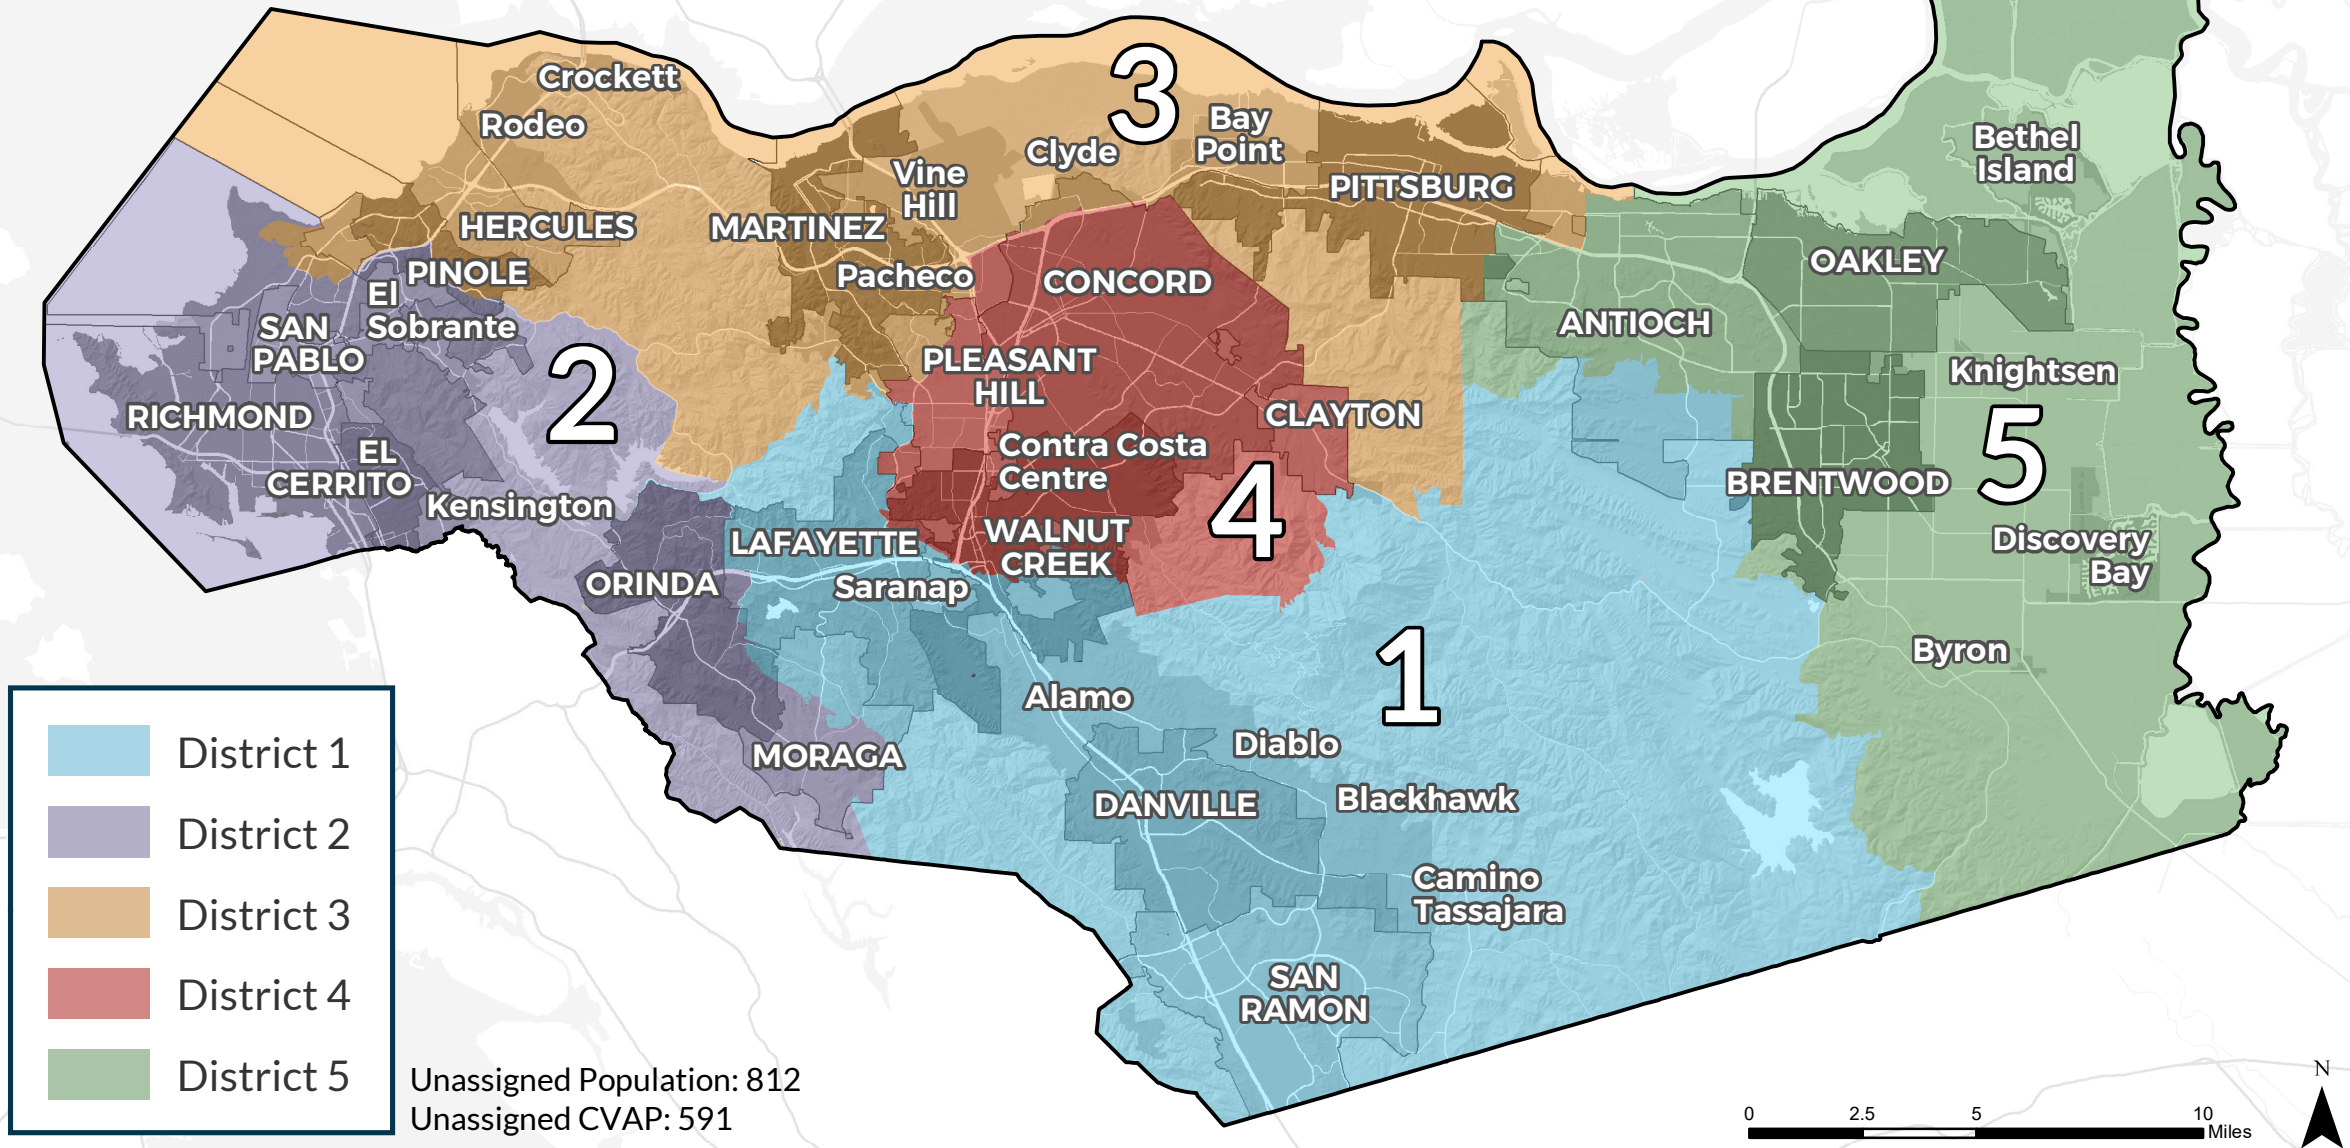 Crockett
Rodeo
3
Bay
Point
Clyde
Vine
Hill
Bethel
Island
PITTSBURG
HERCULES
MARTINEZ
PINOLE
Pacheco
CONCORD
OAKLEY
El
Sobrante
SAN
PABLO
ANTIOCH
2
PLEASANT
HILL
Knightsen
RICHMOND
CLAYTON
EL
CERRITO
Contra Costa
Centre
5
Kensington
4
BRENTWOOD
LAFAYETTE
WALNUT
CREEK
Discovery
Bay
ORINDA
Saranap
1
Byron
Alamo
MORAGA
Diablo
DANVILLE
Blackhawk
Camino
Tassajara
SAN
RAMON
District 1
District 2
District 3
District 4
District 5
Unassigned Population: 812
Unassigned CVAP: 591
0 2.5 5 10
Miles
N